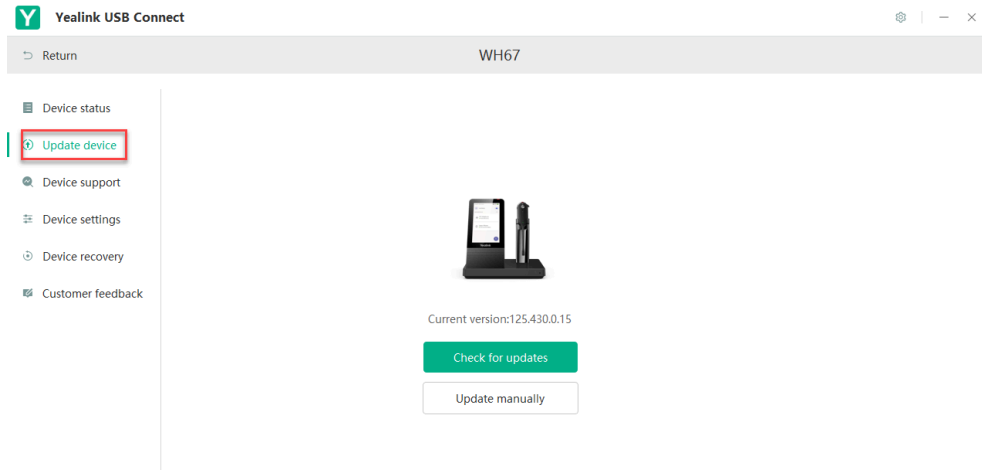 Y Yealink USB Connect
Return
WH67
Device status
Update device
Device support
Device settings
Device recovery
Customer feedback
Current version:125.430.0.15
Check for updates
Update manually